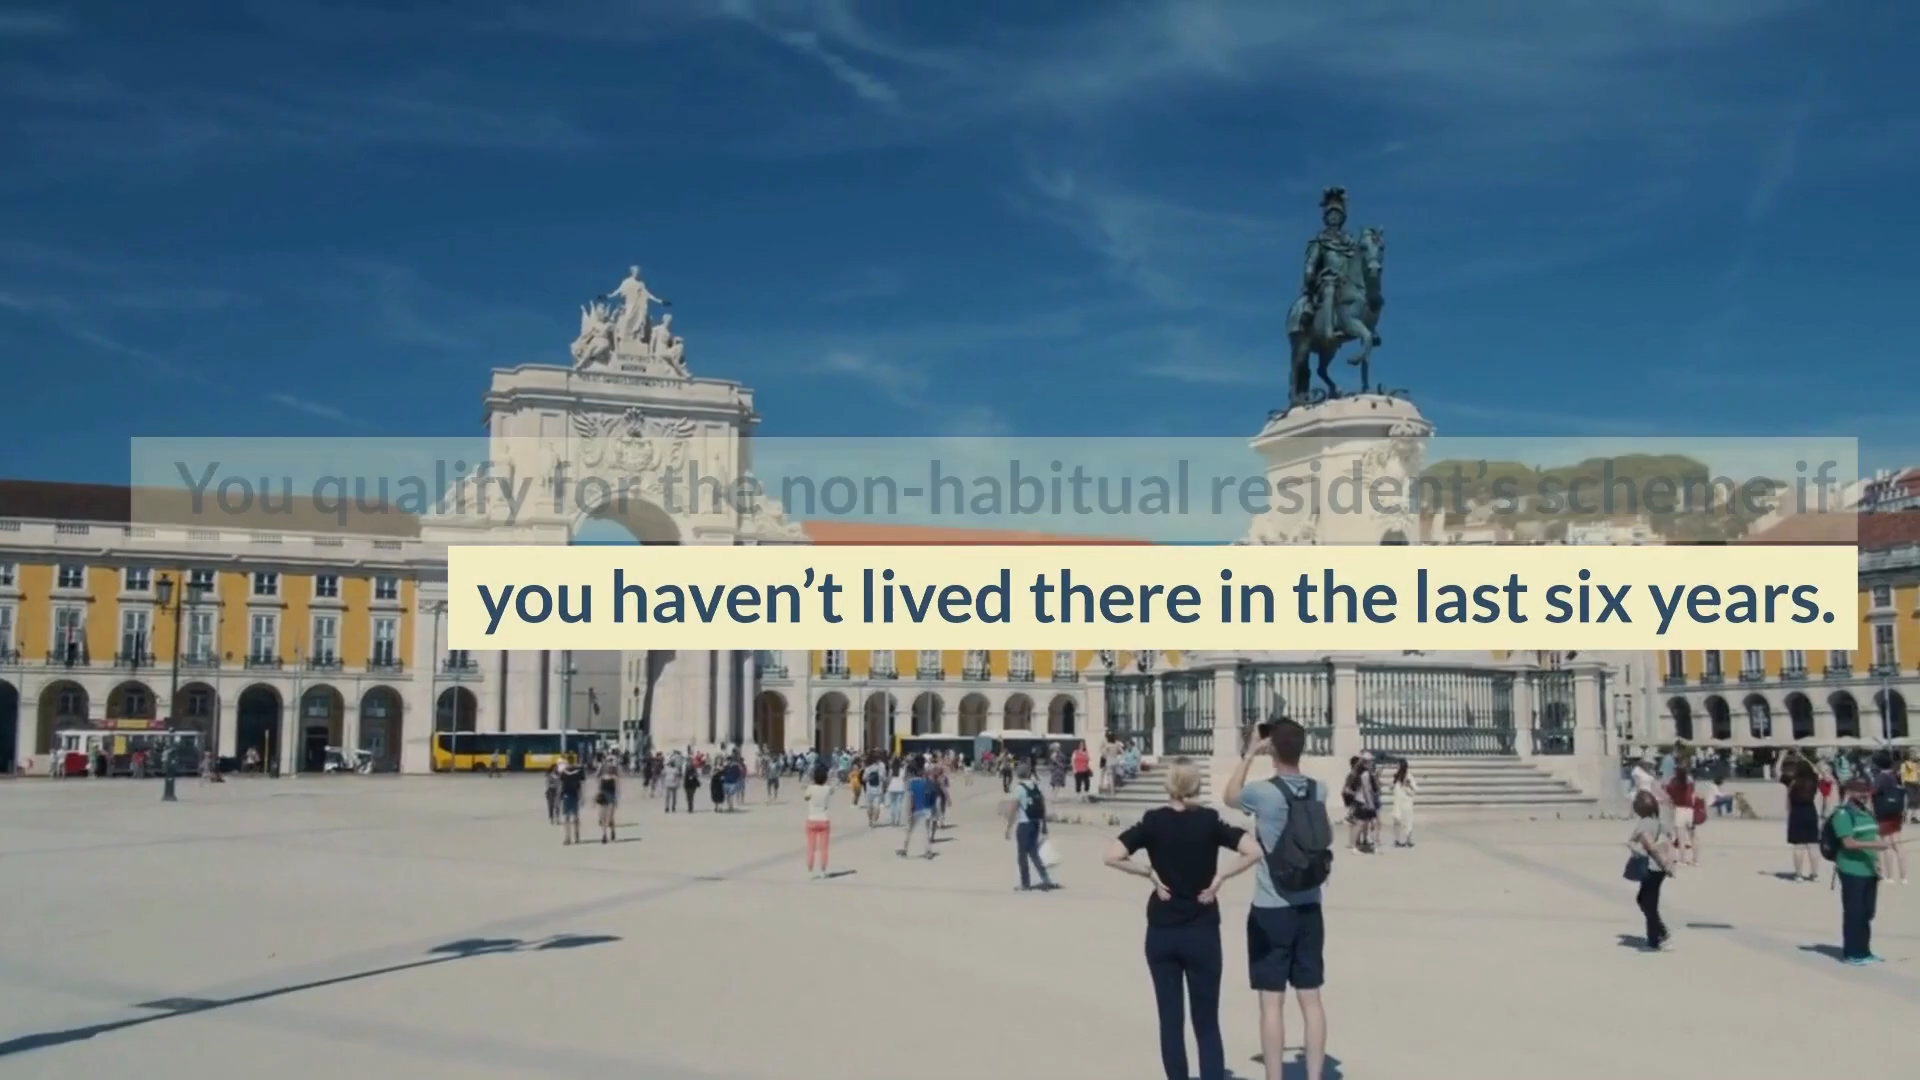 You qualify for the non-habitual resident’s scheme if
you haven’t lived there in the last six years.